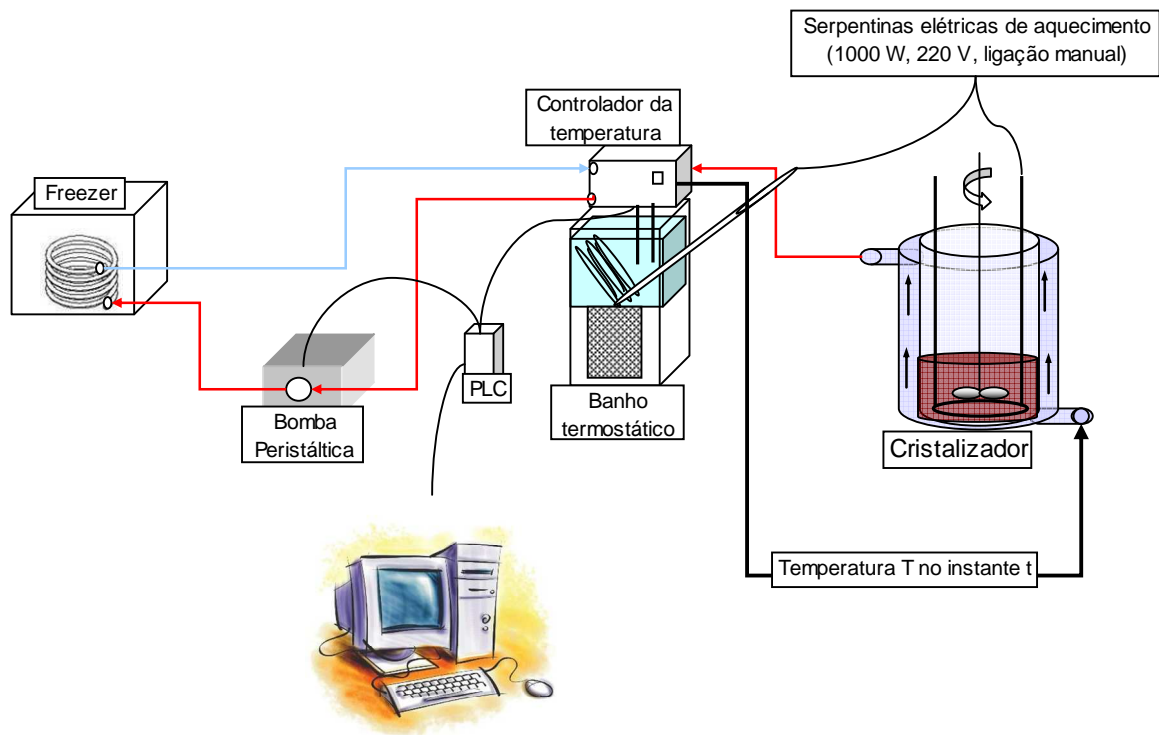 Serpentinas elétricas de aquecimento
(1000 W, 220 V, ligação manual)
Controlador da
temperatura
Freezer
PLC
Bomba
Peristáltica
Banho
termostático
Cristalizador
Temperatura T no instante t